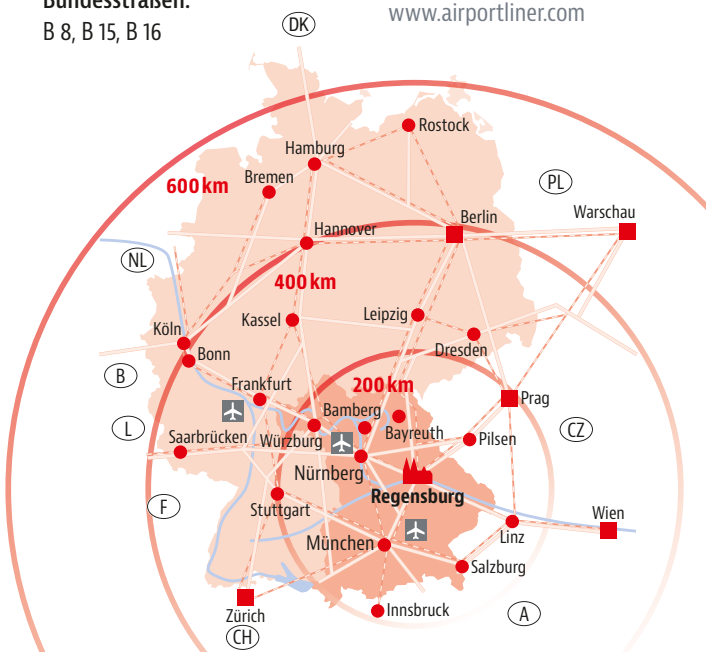 Bundesstraßen:
B 8, B 15, B 16
www.airportliner.com
DK
Rostock
Hamburg
600 km
Bremen
PL
Berlin
Warschau
Hannover
NL
400 km
Köln
Kassel
Leipzig
Bonn
Dresden
B
Frankfurt
200 km
Prag
Bamberg
L
Saarbrücken
Würzburg
Bayreuth
Pilsen
CZ
Nürnberg
Regensburg
F
Stuttgart
Wien
München
Linz
Salzburg
Zürich
Innsbruck
A
CH